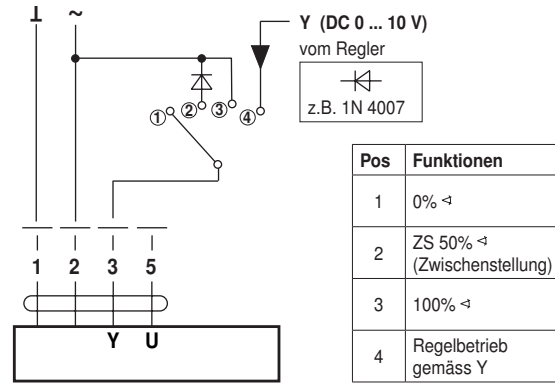 ⊥ ~
Y (DC 0 ... 10 V)
vom Regler
z.B. 1N 4007
① ② ③ ④
Pos Funktionen
1 0% ◃
2 ZS 50% ◃
(Zwischenstellung)
3 100% ◃
4 Regelbetrieb
gemäss Y
1 2 3 5
Y U